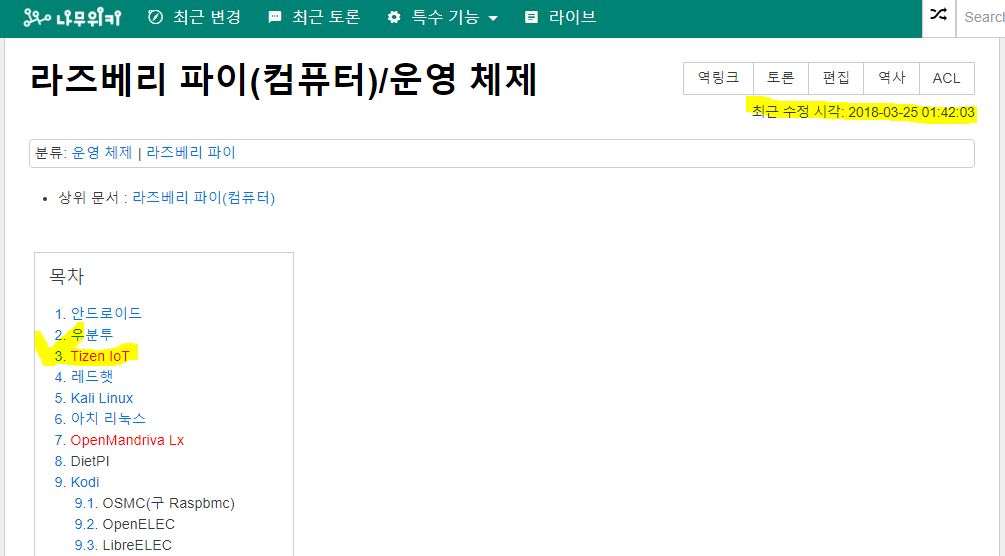 나무위키 최근 변경 최근 토론 특수 기능 라이브 Search
라즈베리 파이(컴퓨터)/운영 체제
역링크 토론 편집 역사 ACL
최근 수정 시각: 2018-03-25 01:42:03
분류: 운영 체제 | 라즈베리 파이
• 상위 문서 : 라즈베리 파이(컴퓨터)
목차
1. 안드로이드
2. 우분투
3. Tizen IoT
4. 레드햇
5. Kali Linux
6. 아치 리눅스
7. OpenMandriva Lx
8. DietPI
9. Kodi
9.1. OSMC(구 Raspbmc)
9.2. OpenELEC
9.3. LibreELEC